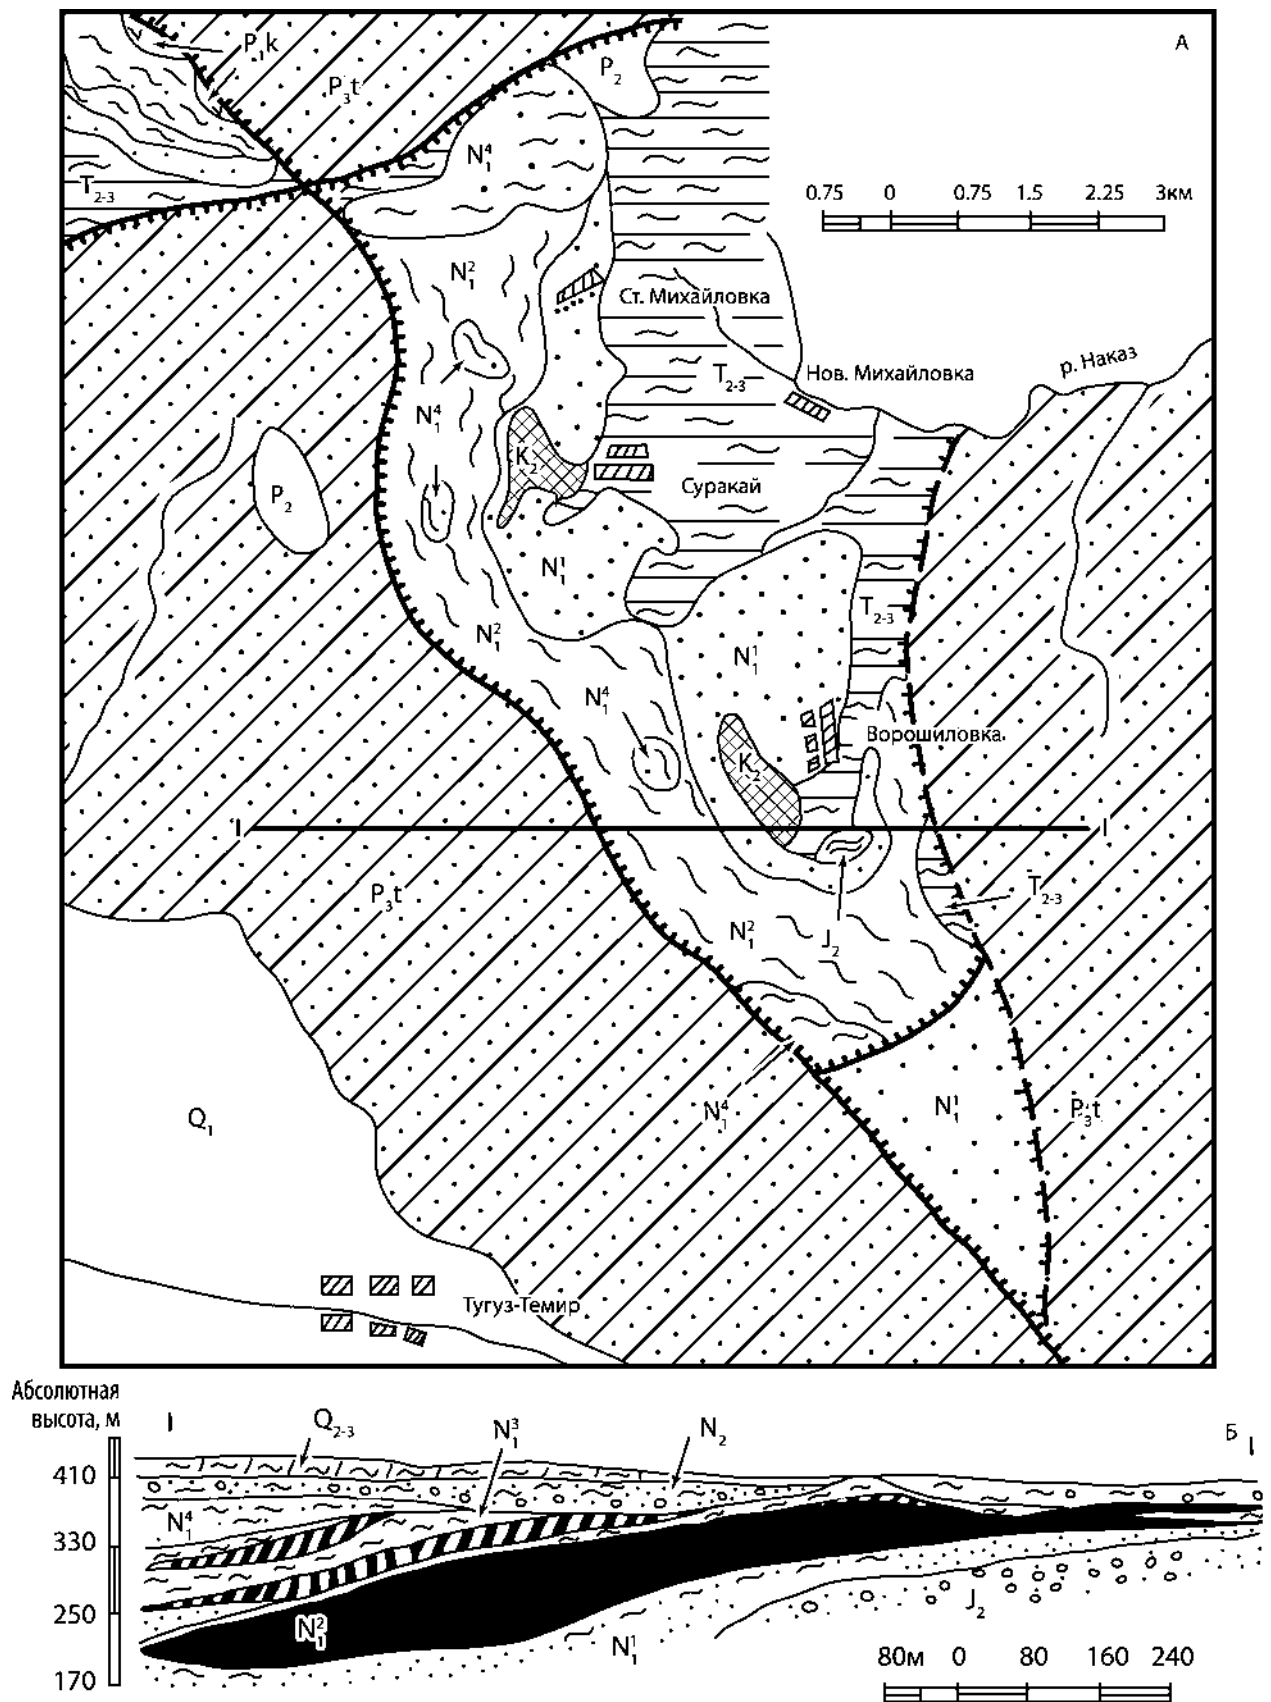 А
P₁k
P₃t
P₂
N₁⁴
T₂₋₃
0.75 0 0.75 1.5 2.25 3км
N₁²
Ст. Михайловка
T₂₋₃
Нов. Михайловка
р. Наказ
N₁⁴
K₂
Суракай
P₂
N₁¹
T₂₋₃
N₁²
N₁¹
N₁⁴
Ворошиловка
K₂
I I
P₃t
T₂₋₃
N₁²
J₂
N₁⁴
N₁¹
P₃t
Q₁
Тугуз-Темир
Абсолютная
высота, м
I
Q₂₋₃
N₁³
N₂
Б
I
410
N₁⁴
330
250
N₁²
N₁¹
J₂
170
80м 0 80 160 240